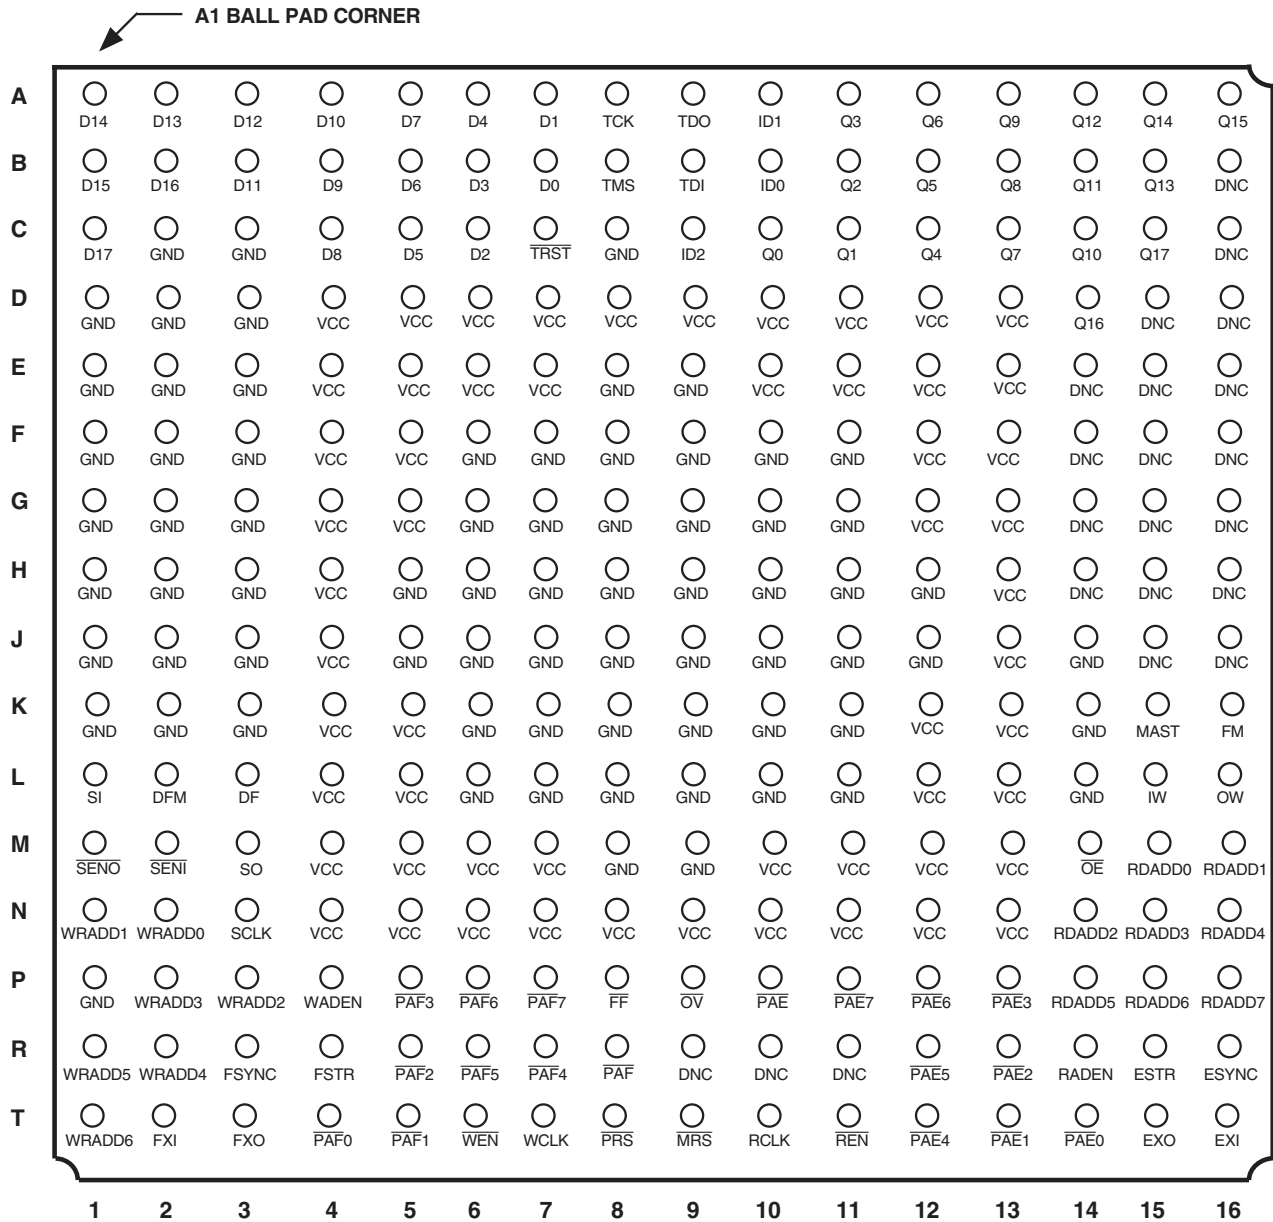 A1 BALL PAD CORNER
A
D14 D13 D12 D10 D7 D4 D1 TCK TDO ID1 Q3 Q6 Q9 Q12 Q14 Q15
B
D15 D16 D11 D9 D6 D3 D0 TMS TDI ID0 Q2 Q5 Q8 Q11 Q13 DNC
C
D17 GND GND D8 D5 D2 TRST GND ID2 Q0 Q1 Q4 Q7 Q10 Q17 DNC
D
GND GND GND VCC VCC VCC VCC VCC VCC VCC VCC VCC VCC Q16 DNC DNC
E
GND GND GND VCC VCC VCC VCC GND GND VCC VCC VCC VCC DNC DNC DNC
F
GND GND GND VCC VCC GND GND GND GND GND GND VCC VCC DNC DNC DNC
G
GND GND GND VCC VCC GND GND GND GND GND GND VCC VCC DNC DNC DNC
H
GND GND GND VCC GND GND GND GND GND GND GND GND VCC DNC DNC DNC
J
GND GND GND VCC GND GND GND GND GND GND GND GND VCC GND DNC DNC
K
GND GND GND VCC VCC GND GND GND GND GND GND VCC VCC GND MAST FM
L
SI DFM DF VCC VCC GND GND GND GND GND GND VCC VCC GND IW OW
M
SENO SENI SO VCC VCC VCC VCC GND GND VCC VCC VCC VCC OE RDADD0 RDADD1
N
WRADD1 WRADD0 SCLK VCC VCC VCC VCC VCC VCC VCC VCC VCC VCC RDADD2 RDADD3 RDADD4
P
GND WRADD3 WRADD2 WADEN PAF3 PAF6 PAF7 FF OV PAE PAE7 PAE6 PAE3 RDADD5 RDADD6 RDADD7
R
WRADD5 WRADD4 FSYNC FSTR PAF2 PAF5 PAF4 PAF DNC DNC DNC PAE5 PAE2 RADEN ESTR ESYNC
T
WRADD6 FXI FXO PAF0 PAF1 WEN WCLK PRS MRS RCLK REN PAE4 PAE1 PAE0 EXO EXI
1 2 3 4 5 6 7 8 9 10 11 12 13 14 15 16